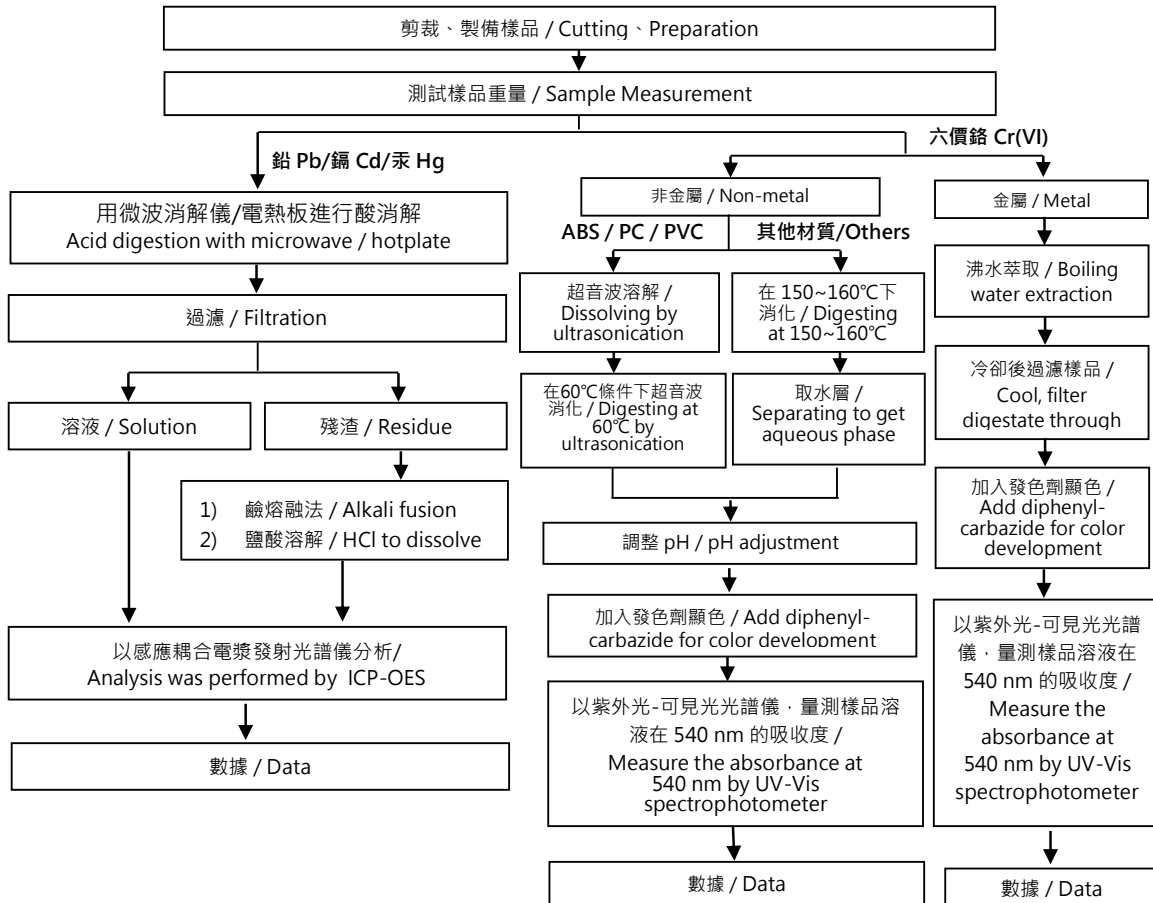 剪裁、製備樣品 / Cutting、Preparation
測試樣品重量 / Sample Measurement
鉛 Pb/鎘 Cd/汞 Hg
六價鉻 Cr(VI)
用微波消解儀/電熱板進行酸消解
Acid digestion with microwave / hotplate
過濾 / Filtration
溶液 / Solution
殘渣 / Residue
1) 鹼熔融法 / Alkali fusion
2) 鹽酸溶解 / HCl to dissolve
以感應耦合電漿發射光譜儀分析/
Analysis was performed by ICP-OES
數據 / Data
非金屬 / Non-metal
ABS / PC / PVC
其他材質/Others
超音波溶解 /
Dissolving by
ultrasonication
在60℃條件下超音波
消化 / Digesting at
60℃ by
ultrasonication
在 150~160℃下
消化 / Digesting
at 150~160℃
取水層 /
Separating to get
aqueous phase
調整 pH / pH adjustment
加入發色劑顯色 / Add diphenyl-
carbazide for color development
以紫外光-可見光光譜儀，量測樣品溶
液在 540 nm 的吸收度 /
Measure the absorbance at
540 nm by UV-Vis
spectrophotometer
數據 / Data
金屬 / Metal
沸水萃取 / Boiling
water extraction
冷卻後過濾樣品 /
Cool, filter
digestate through
加入發色劑顯色 /
Add diphenyl-
carbazide for color
development
以紫外光-可見光光譜
儀，量測樣品溶液在
540 nm 的吸收度 /
Measure the
absorbance at
540 nm by UV-Vis
spectrophotometer
數據 / Data